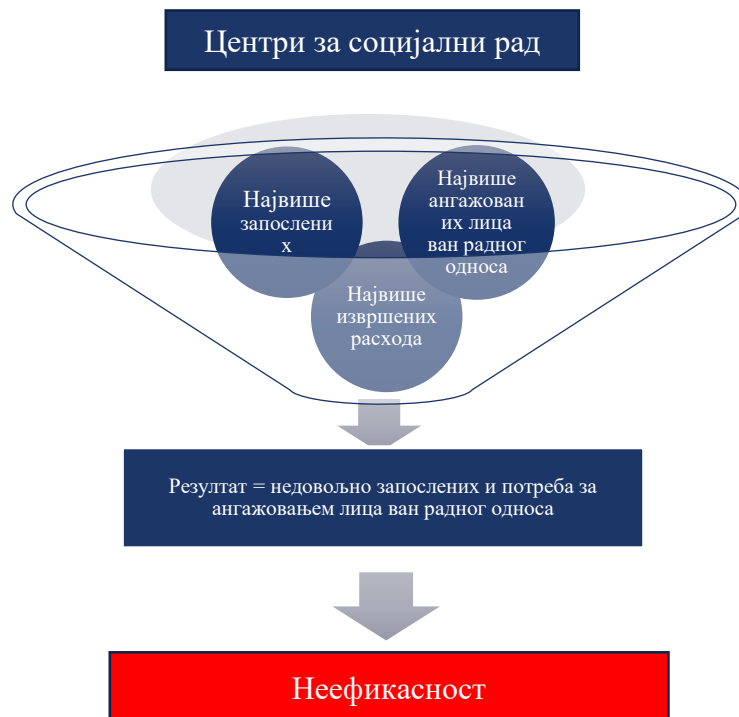 Центри за социјални рад
Највише
запослени
х
Највише
ангажован
их лица
ван радног
односа
Највише
извршених
расхода
Резултат = недовољно запослених и потреба за
ангажовањем лица ван радног односа
Неефикасност